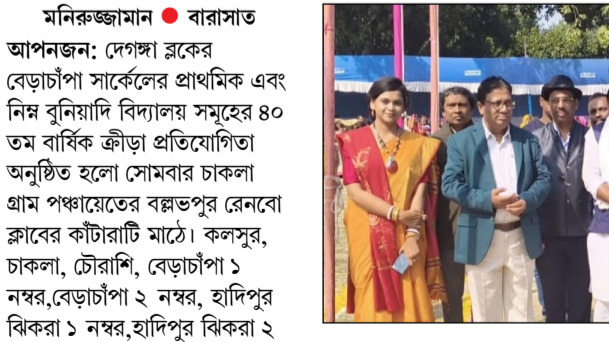 মনিরুজ্জামান ● বারাসাত
আপনজন: দেগঙ্গা ব্লকের
বেড়াচাঁপা সার্কেলের প্রাথমিক এবং
নিম্ন বুনিয়াদি বিদ্যালয় সমূহের ৪০
তম বার্ষিক ক্রীড়া প্রতিযোগিতা
অনুষ্ঠিত হলো সোমবার চাকলা
গ্রাম পঞ্চায়েতের বল্লভপুর রেনবো
ক্লাবের কাঁটারাটি মাঠে। কলসুর,
চাকলা, চৌরাশি, বেড়াচাঁপা ১
নম্বর,বেড়াচাঁপা ২ নম্বর, হাদিপুর
ঝিকরা ১ নম্বর,হাদিপুর ঝিকরা ২